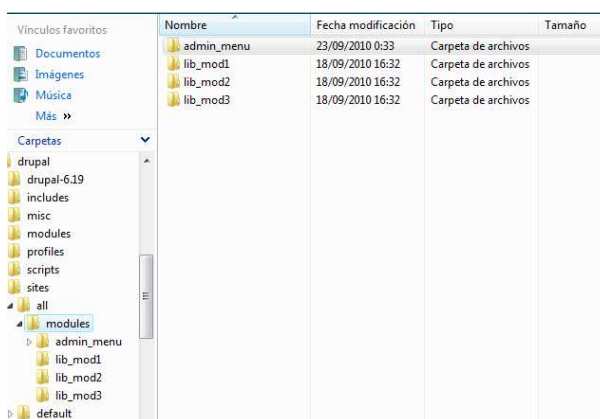 Vínculos favoritos
Documentos
Imágenes
Música
Más »
Carpetas
drupal
drupal-6.19
includes
misc
modules
profiles
scripts
sites
all
modules
admin_menu
lib_mod1
lib_mod2
lib_mod3
default
Nombre Fecha modificación Tipo Tamaño
admin_menu 23/09/2010 0:33 Carpeta de archivos
lib_mod1 18/09/2010 16:32 Carpeta de archivos
lib_mod2 18/09/2010 16:32 Carpeta de archivos
lib_mod3 18/09/2010 16:32 Carpeta de archivos